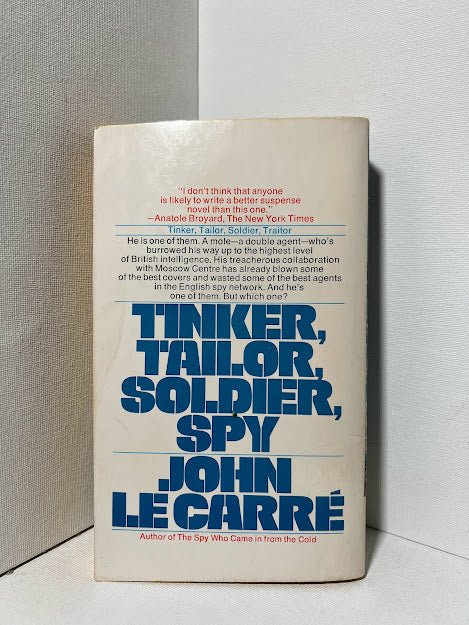 "I don't think that anyone
is likely to write a better suspense
novel than this one."
—Anatole Broyard, The New York Times
Tinker, Tailor, Soldier, Traitor
He is one of them. A mole—a double agent—who's
burrowed his way up to the highest level
of British intelligence. His treacherous collaboration
with Moscow Centre has already blown some
of the best covers and wasted some of the best agents
in the English spy network. And he's
one of them. But which one?
TINKER,
TAILOR,
SOLDIER,
SPY
JOHN
LE CARRÉ
Author of The Spy Who Came in from the Cold